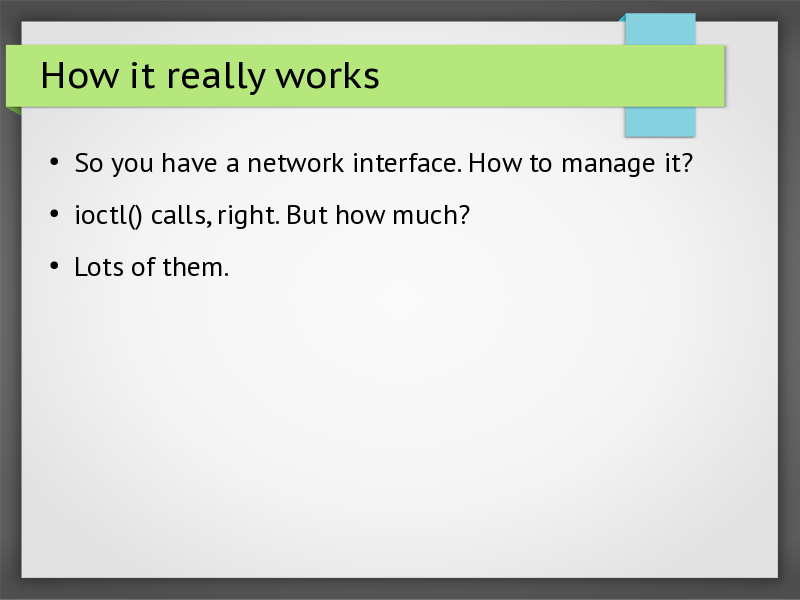 How it really works
• So you have a network interface. How to manage it?
• ioctl() calls, right. But how much?
• Lots of them.